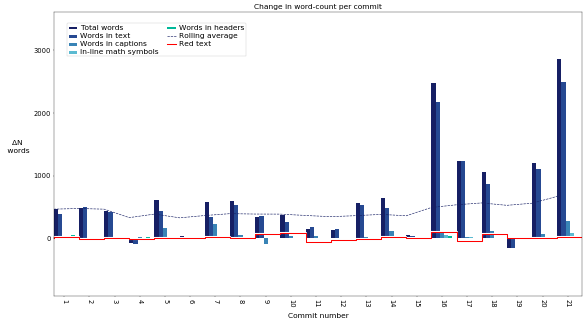 Change in word-count per commit
Total words
Words in text
Words in captions
In-line math symbols
Words in headers
Rolling average
Red text
3000
2000
1000
0
ΔN
words
1 2 3 4 5 6 7 8 9 10 11 12 13 14 15 16 17 18 19 20 21
Commit number